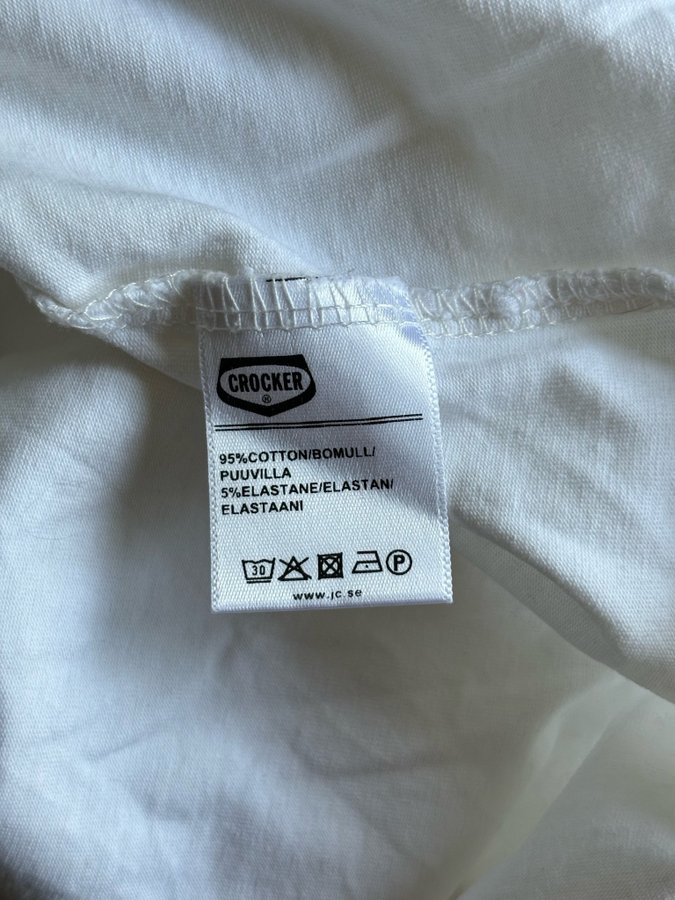 CROCKER
®
95%COTTON/BOMULL/
PUUVILLA
5%ELASTANE/ELASTAN/
ELASTAANI
30 P
www.jc.se